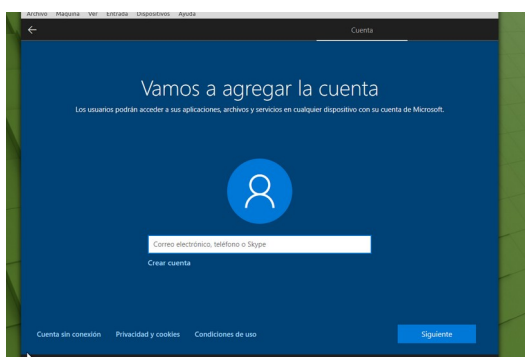 Archivo Máquina Ver Entrada Dispositivos Ayuda
Cuenta
Vamos a agregar la cuenta
Los usuarios podrán acceder a sus aplicaciones, archivos y servicios en cualquier dispositivo con su cuenta de Microsoft.
Correo electrónico, teléfono o Skype
Crear cuenta
Cuenta sin conexión Privacidad y cookies Condiciones de uso Siguiente